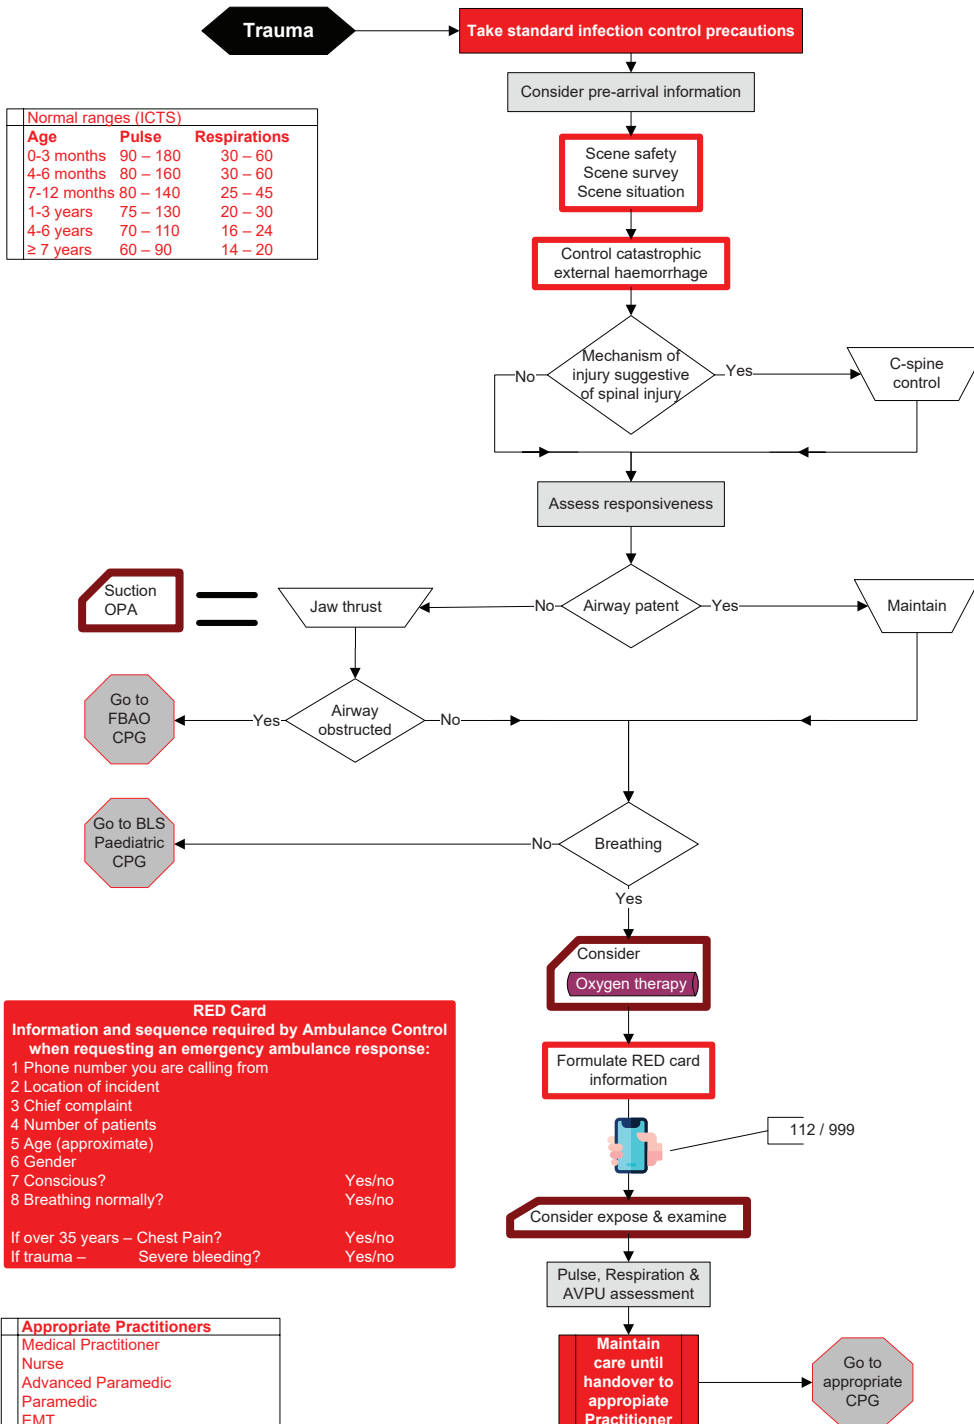 Trauma
Take standard infection control precautions
Consider pre-arrival information
Normal ranges (ICTS)
Age Pulse Respirations
0-3 months 90 – 180 30 – 60
4-6 months 80 – 160 30 – 60
7-12 months 80 – 140 25 – 45
1-3 years 75 – 130 20 – 30
4-6 years 70 – 110 16 – 24
≥ 7 years 60 – 90 14 – 20
Scene safety
Scene survey
Scene situation
Control catastrophic
external haemorrhage
Mechanism of
injury suggestive
of spinal injury
No
Yes
C-spine
control
Assess responsiveness
Suction
OPA
Jaw thrust
No
Airway patent
Yes
Maintain
Go to
FBAO
CPG
Yes
Airway
obstructed
No
Go to BLS
Paediatric
CPG
No
Breathing
Yes
Consider
Oxygen therapy
RED Card
Information and sequence required by Ambulance Control
when requesting an emergency ambulance response:
1 Phone number you are calling from
2 Location of incident
3 Chief complaint
4 Number of patients
5 Age (approximate)
6 Gender
7 Conscious? Yes/no
8 Breathing normally? Yes/no
If over 35 years – Chest Pain? Yes/no
If trauma – Severe bleeding? Yes/no
Formulate RED card
information
112 / 999
Consider expose & examine
Pulse, Respiration &
AVPU assessment
Appropriate Practitioners
Medical Practitioner
Nurse
Advanced Paramedic
Paramedic
EMT
Maintain
care until
handover to
appropiate
Practitioner
Go to
appropriate
CPG